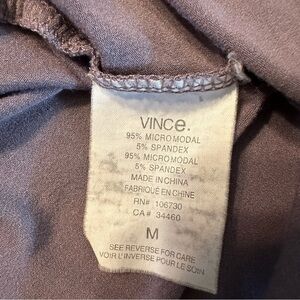 VINCe.
95% MICROMODAL
5% SPANDEX
95% MICROMODAL
5% SPANDEX
MADE IN CHINA
FABRIQUÉ EN CHINE
RN# 106730
CA# 34460
M
SEE REVERSE FOR CARE
VOIR L'INVERSE POUR LE SOIN